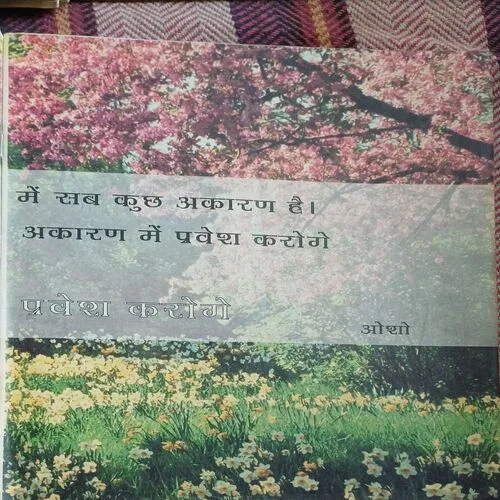 में सब कुछ अकारण है।
अकारण में प्रवेश करोगे
प्रवेश करोगे
ओशो